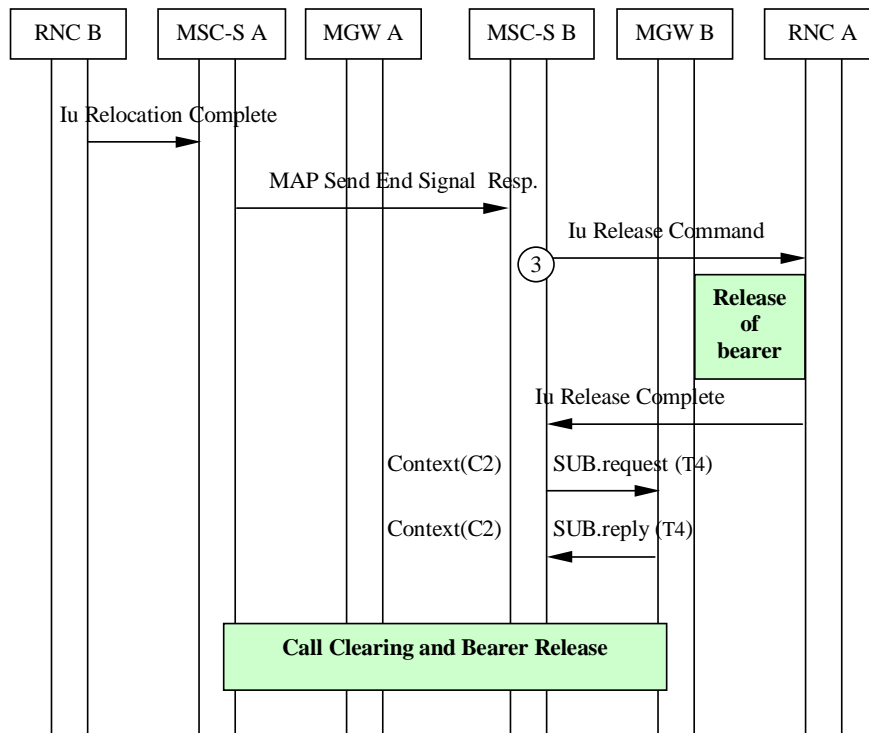 RNC B MSC-S A MGW A MSC-S B MGW B RNC A
Iu Relocation Complete
MAP Send End Signal Resp.
Iu Release Command
3
Release
of
bearer
Iu Release Complete
Context(C2) SUB.request (T4)
Context(C2) SUB.reply (T4)
Call Clearing and Bearer Release